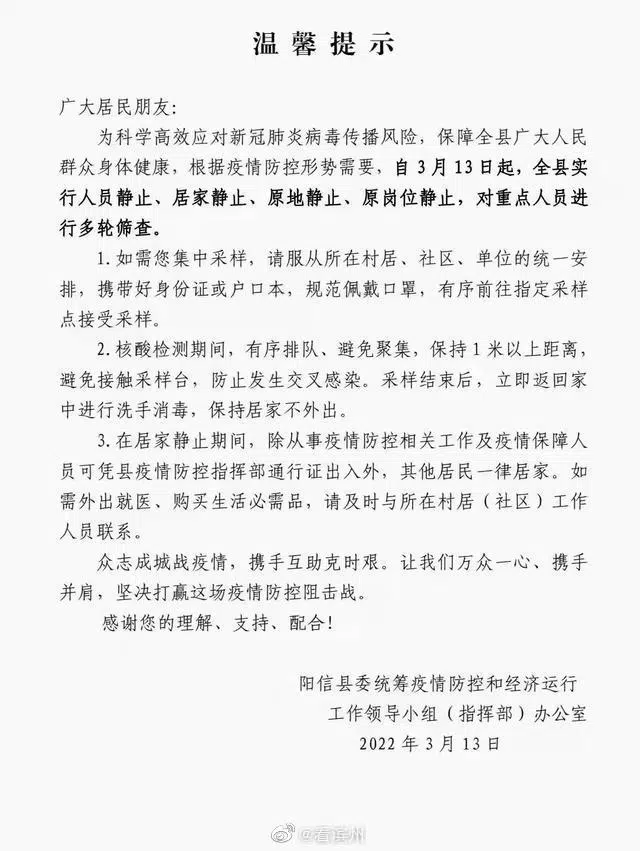 温馨提示
广大居民朋友：
为科学高效应对新冠肺炎病毒传播风险，保障全县广大人民
群众身体健康，根据疫情防控形势需要，自 3 月 13 日起，全县实
行人员静止、居家静止、原地静止、原岗位静止，对重点人员进
行多轮筛查。
1. 如需您集中采样，请服从所在村居、社区、单位的统一安
排，携带好身份证或户口本，规范佩戴口罩，有序前往指定采样
点接受采样。
2. 核酸检测期间，有序排队、避免聚集，保持 1 米以上距离，
避免接触采样台，防止发生交叉感染。采样结束后，立即返回家
中进行洗手消毒，保持居家不外出。
3. 在居家静止期间，除从事疫情防控相关工作及疫情保障人
员可凭县疫情防控指挥部通行证出入外，其他居民一律居家。如
需外出就医、购买生活必需品，请及时与所在村居（社区）工作
人员联系。
众志成城战疫情，携手互助克时艰。让我们万众一心、携手
并肩，坚决打赢这场疫情防控阻击战。
感谢您的理解、支持、配合！
阳信县委统筹疫情防控和经济运行
工作领导小组（指挥部）办公室
2022 年 3 月 13 日
@看滨州